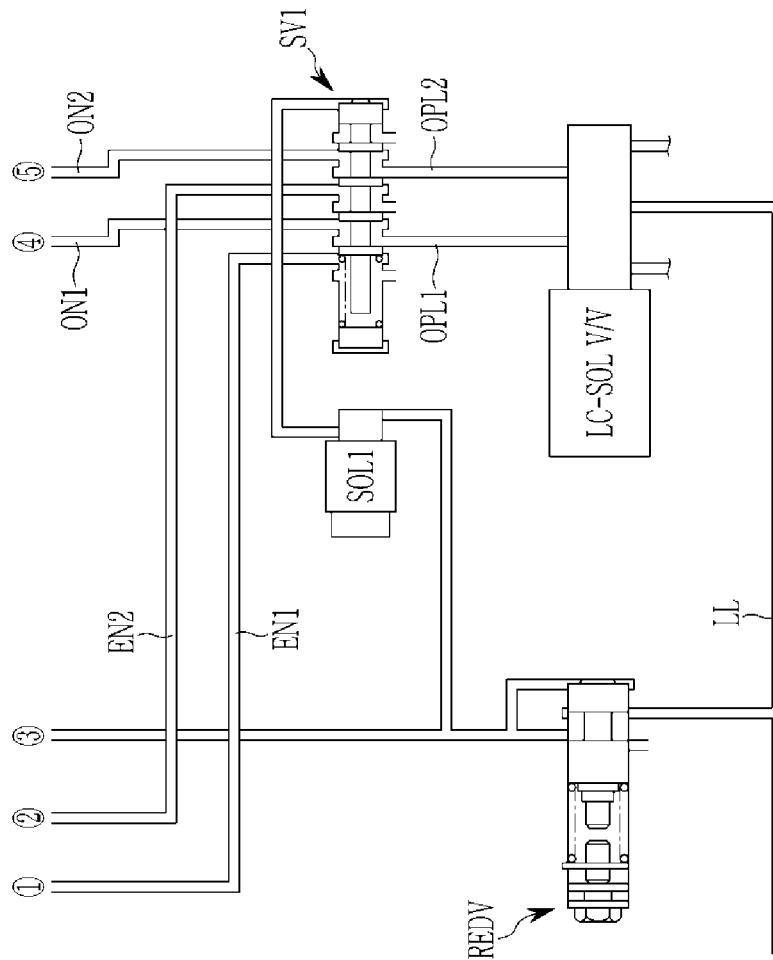 ①
②
③
④
⑤
EN2
EN1
ON1
ON2
SV1
OPL1
OPL2
SOL1
LC-SOL V/V
REDV
LL